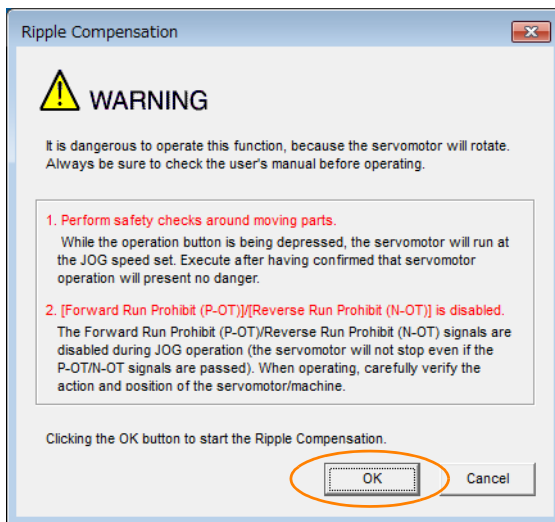 Ripple Compensation
WARNING
It is dangerous to operate this function, because the servomotor will rotate.
Always be sure to check the user's manual before operating.
1. Perform safety checks around moving parts.
While the operation button is being depressed, the servomotor will run at
the JOG speed set. Execute after having confirmed that servomotor
operation will present no danger.
2. [Forward Run Prohibit (P-OT)]/[Reverse Run Prohibit (N-OT)] is disabled.
The Forward Run Prohibit (P-OT)/Reverse Run Prohibit (N-OT) signals are
disabled during JOG operation (the servomotor will not stop even if the
P-OT/N-OT signals are passed). When operating, carefully verify the
action and position of the servomotor/machine.
Clicking the OK button to start the Ripple Compensation.
OK Cancel